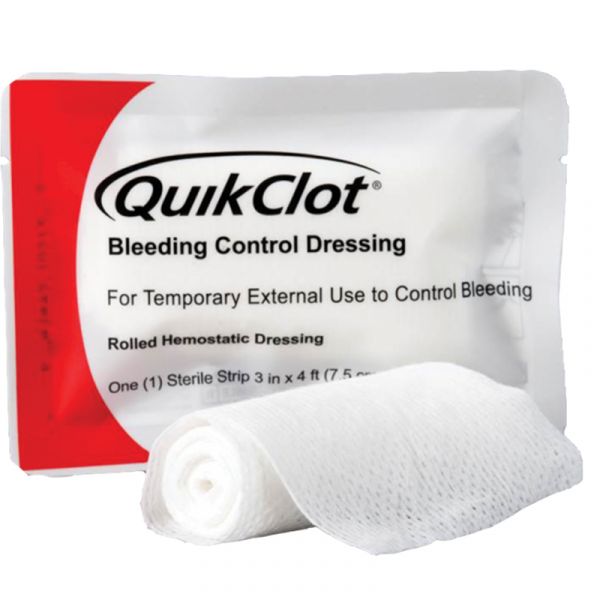 QuikClot®
Bleeding Control Dressing
For Temporary External Use to Control Bleeding
Rolled Hemostatic Dressing
One (1) Sterile Strip 3 in x 4 ft (7.5